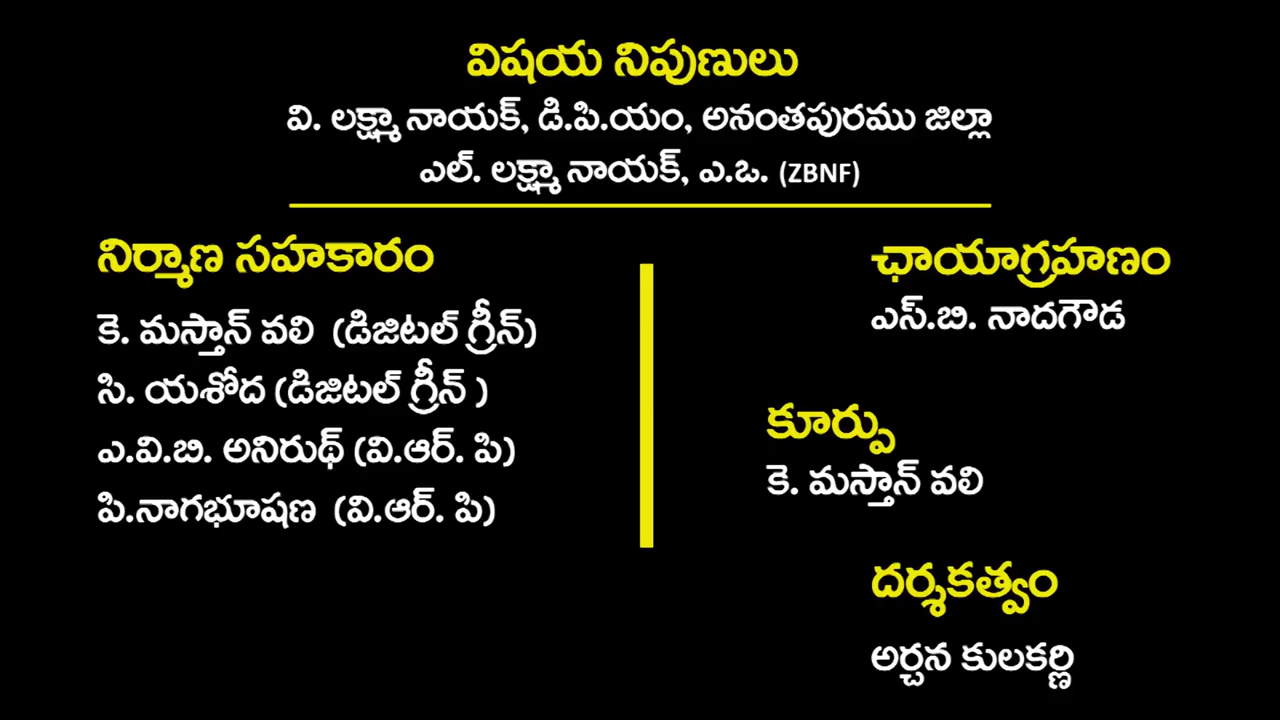 విషయ నిపుణులు
వి. లక్ష్మా నాయక్, డి.పి.యం, అనంతపురము జిల్లా
ఎల్. లక్ష్మా నాయక్, ఎ.ఒ. (ZBNF)
నిర్మాణ సహకారం
కె. మస్తాన్ వలి (డిజిటల్ గ్రీన్)
సి. యశోద (డిజిటల్ గ్రీన్ )
ఎ.వి.బి. అనిరుథ్ (వి.ఆర్. పి)
పి.నాగభూషణ (వి.ఆర్. పి)
ఛాయాగ్రహణం
ఎస్.బి. నాదగౌడ
కూర్పు
కె. మస్తాన్ వలి
దర్శకత్వం
అర్చన కులకర్ణి